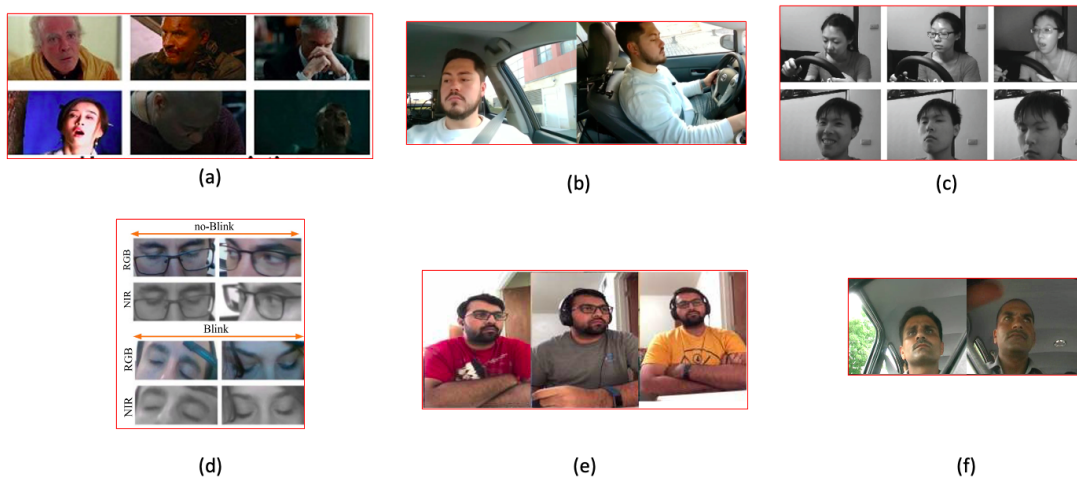 (a)
(b)
(c)
no-Blink
RGB
NIR
Blink
RGB
NIR
(d)
(e)
(f)